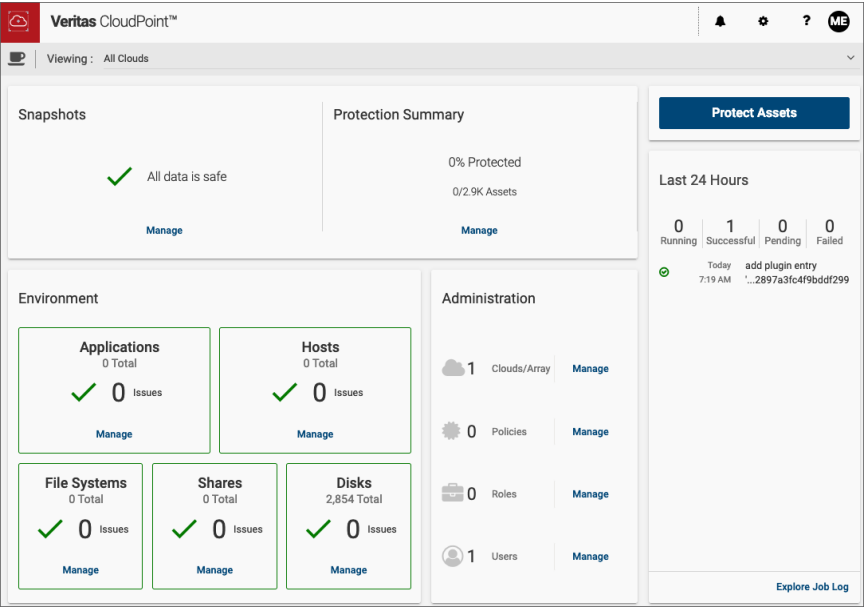 Veritas CloudPoint™
?
ME
Viewing : All Clouds
Snapshots
All data is safe
Manage
Protection Summary
0% Protected
0/2.9K Assets
Manage
Protect Assets
Last 24 Hours
0 Running
1 Successful
0 Pending
0 Failed
Today
7:19 AM
add plugin entry
'...2897a3fc4f9bddf299
Explore Job Log
Environment
Applications
0 Total
0 Issues
Manage
Hosts
0 Total
0 Issues
Manage
File Systems
0 Total
0 Issues
Manage
Shares
0 Total
0 Issues
Manage
Disks
2,854 Total
0 Issues
Manage
Administration
1 Clouds/Array Manage
0 Policies Manage
0 Roles Manage
1 Users Manage